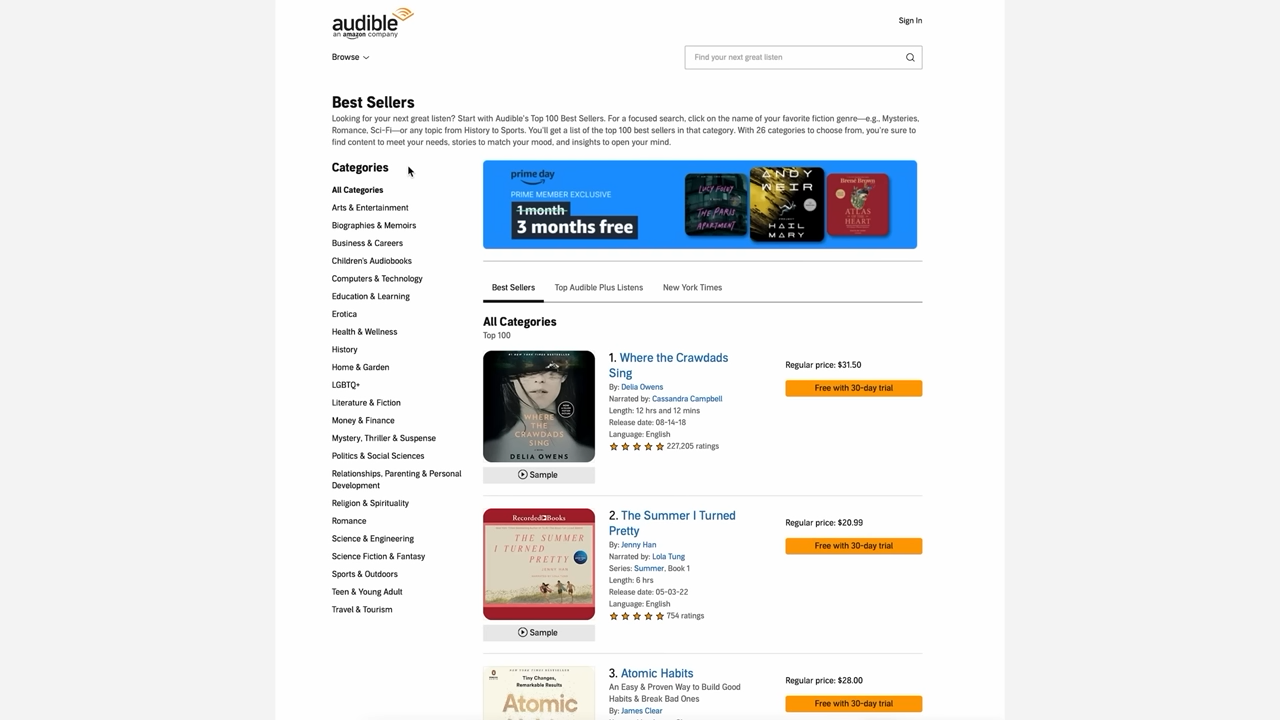 audible
an amazon company
Sign In
Browse
Find your next great listen
Best Sellers
Looking for your next great listen? Start with Audible's Top 100 Best Sellers. For a focused search, click on the name of your favorite fiction genre—e.g., Mysteries,
Romance, Sci-Fi—or any topic from History to Sports. You'll get a list of the top 100 best sellers in that category. With 26 categories to choose from, you're sure to
find content to meet your needs, stories to match your mood, and insights to open your mind.
Categories
All Categories
Arts & Entertainment
Biographies & Memoirs
Business & Careers
Children's Audiobooks
Computers & Technology
Education & Learning
Erotica
Health & Wellness
History
Home & Garden
LGBTQ+
Literature & Fiction
Money & Finance
Mystery, Thriller & Suspense
Politics & Social Sciences
Relationships, Parenting & Personal
Development
Religion & Spirituality
Romance
Science & Engineering
Science Fiction & Fantasy
Sports & Outdoors
Teen & Young Adult
Travel & Tourism
prime day
PRIME MEMBER EXCLUSIVE
1 month
3 months free
LUCY FOLEY
THE PARIS
APARTMENT
ANDY
WEIR
PROJECT
HAIL
MARY
Brené Brown
ATLAS
OF THE
HEART
Best Sellers
Top Audible Plus Listens
New York Times
All Categories
Top 100
#1 NEW YORK TIMES BESTSELLER
WHERE
THE
CRAWDADS
SING
DELIA OWENS
Sample
1. Where the Crawdads
Sing
By: Delia Owens
Narrated by: Cassandra Campbell
Length: 12 hrs and 12 mins
Release date: 08-14-18
Language: English
227,205 ratings
Regular price: $31.50
Free with 30-day trial
Recorded Books
THE SUMMER
I TURNED
PRETTY
JENNY HAN
Sample
2. The Summer I Turned
Pretty
By: Jenny Han
Narrated by: Lola Tung
Series: Summer, Book 1
Length: 6 hrs
Release date: 05-03-22
Language: English
754 ratings
Regular price: $20.99
Free with 30-day trial
Tiny Changes,
Remarkable Results
Atomic
3. Atomic Habits
An Easy & Proven Way to Build Good
Habits & Break Bad Ones
By: James Clear
Regular price: $28.00
Free with 30-day trial